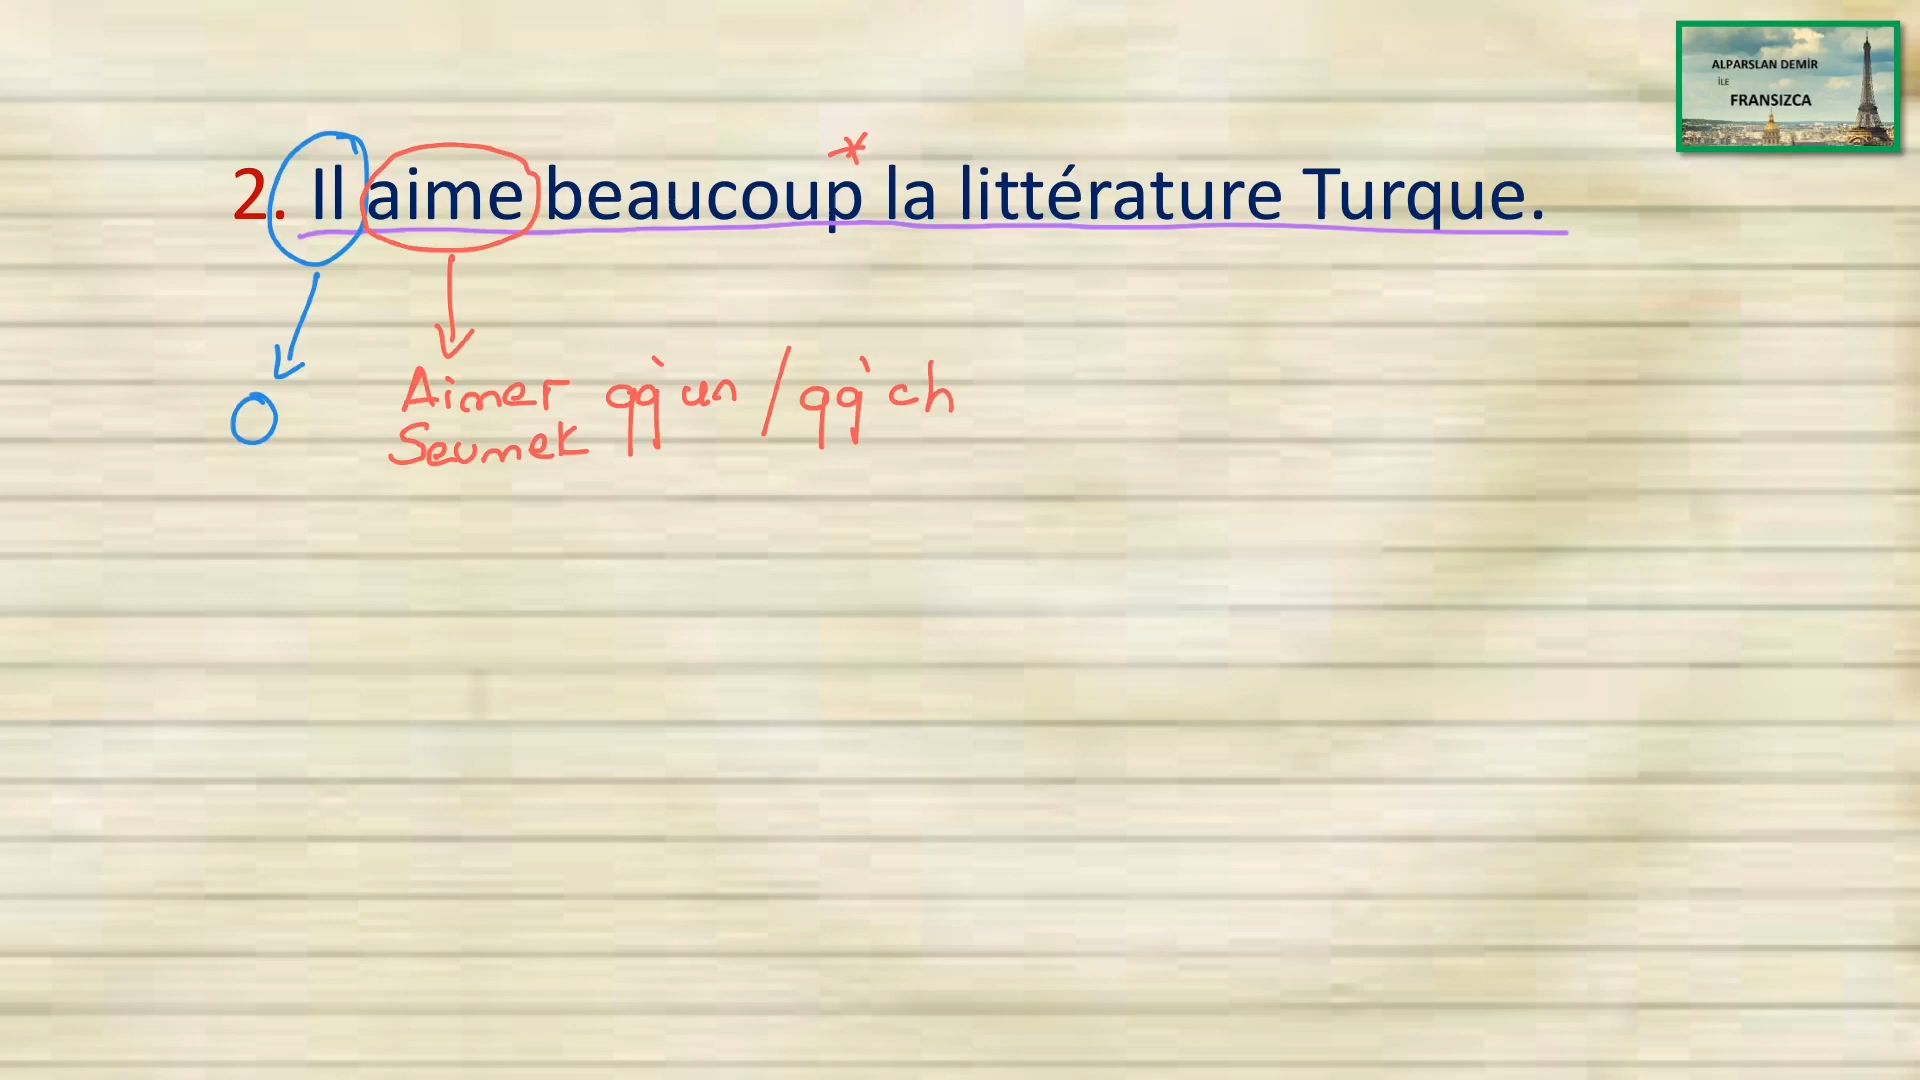 ALPARSLAN DEMİR
İLE
FRANSIZCA
2. Il aime beaucoup la littérature Turque.
O
Aimer qq'un / qq'ch
Sevmek